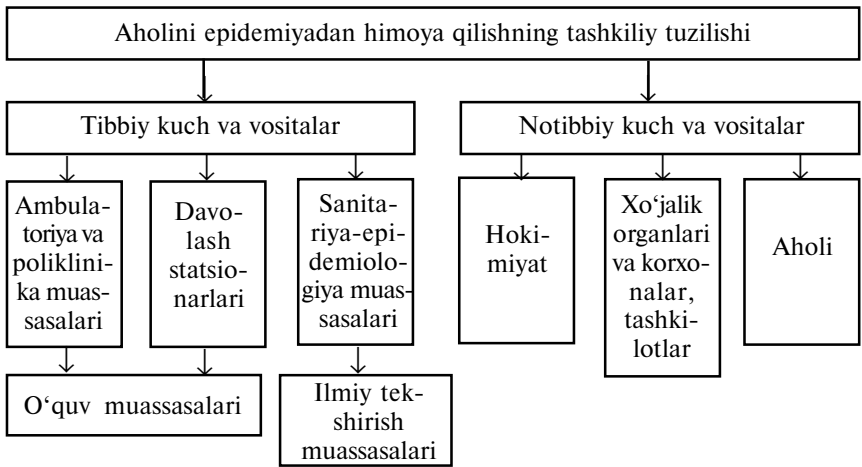 Aholini epidemiyadan himoya qilishning tashkiliy tuzilishi
Tibbiy kuch va vositalar
Notibbiy kuch va vositalar
Ambula-
toriya va
poliklini-
ka muas-
sasalari
Davo-
lash
statsio-
narlari
Sanita-
riya-epi-
demiolo-
giya muas-
sasalari
Hoki-
miyat
Xo‘jalik
organlari
va korxo-
nalar,
tashki-
lotlar
Aholi
O‘quv muassasalari
Ilmiy tek-
shirish
muassasalari